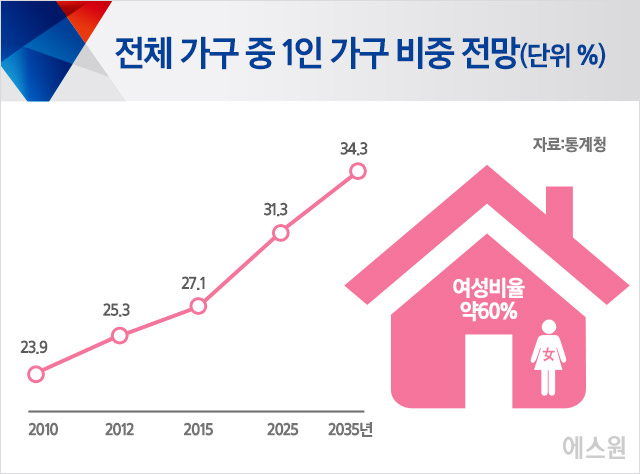 전체 가구 중 1인 가구 비중 전망(단위 %)
자료:통계청
34.3
31.3
27.1
25.3
23.9
여성비율
약60%
女
2010 2012 2015 2025 2035년
에스원